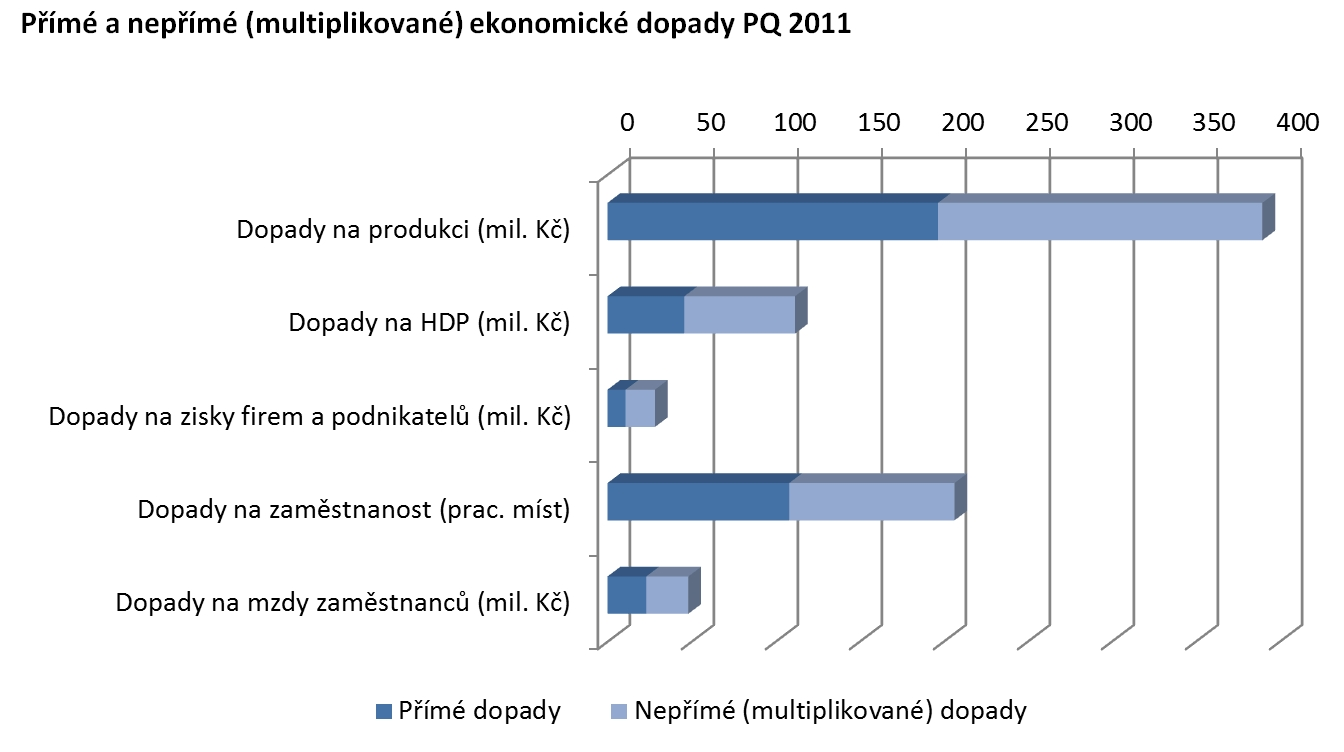 Přímé a nepřímé (multiplikované) ekonomické dopady PQ 2011
0 50 100 150 200 250 300 350 400
Dopady na produkci (mil. Kč)
Dopady na HDP (mil. Kč)
Dopady na zisky firem a podnikatelů (mil. Kč)
Dopady na zaměstnanost (prac. míst)
Dopady na mzdy zaměstnanců (mil. Kč)
Přímé dopady Nepřímé (multiplikované) dopady